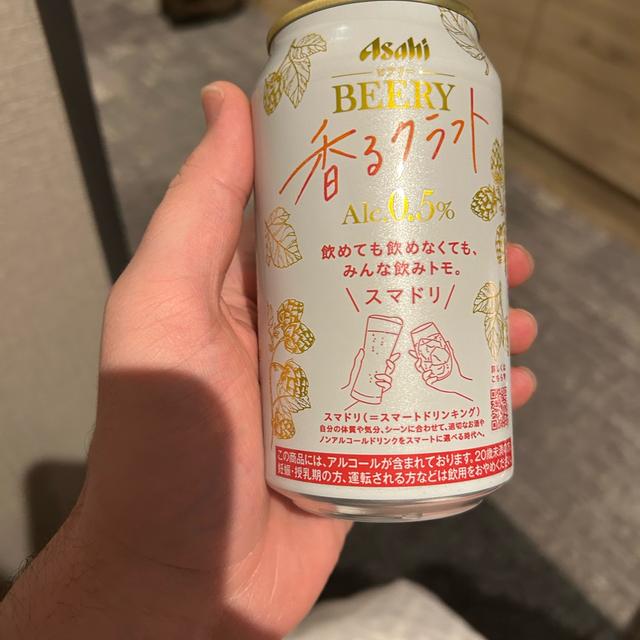 Asahi
BEERY
香るクラフト
Alc.0.5%
飲めても飲めなくても、
みんな飲みトモ。
\スマドリ/
詳しくは
こちら
スマドリ(=スマートドリンキング)
自分の体質や気分、シーンに合わせて、適切なお酒や
ノンアルコールドリンクをスマートに選べる時代へ。
この商品には、アルコールが含まれております。20歳未満
妊娠・授乳期の方、運転される方などは飲用をおやめくだ